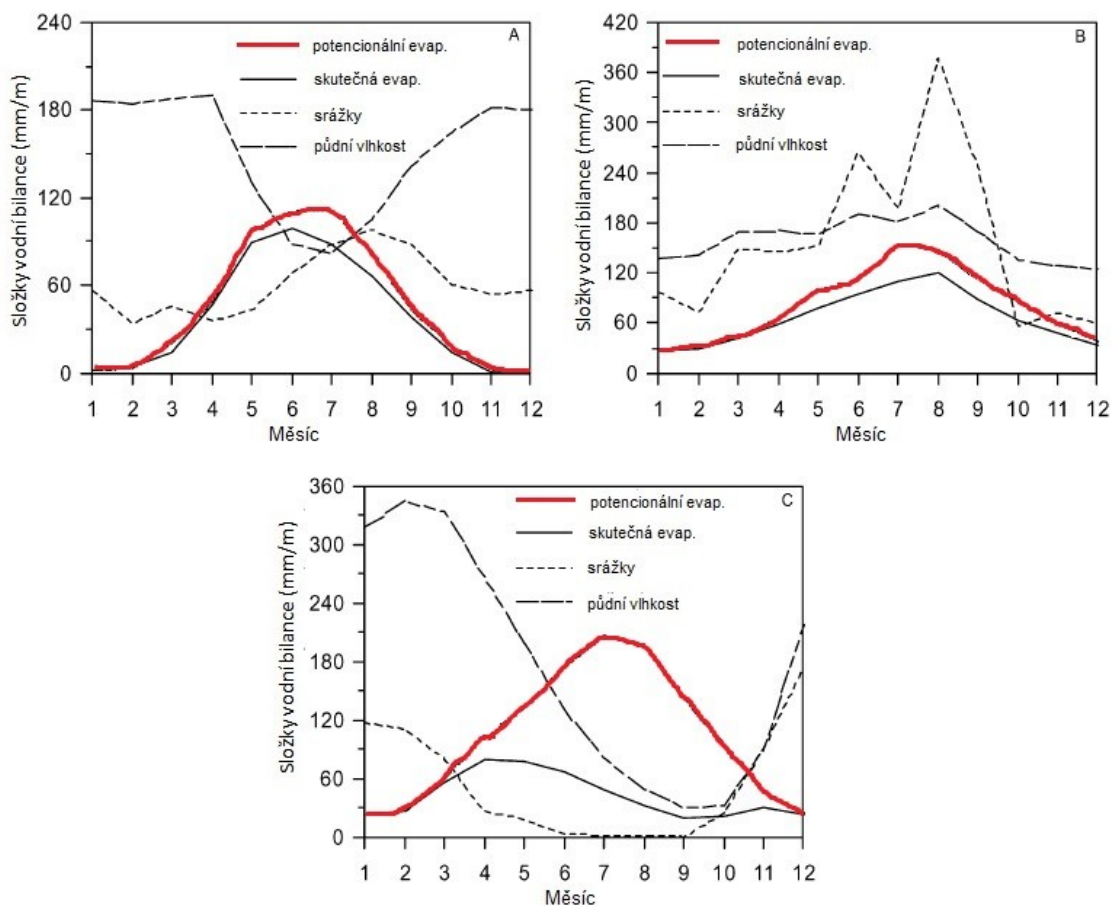 A
240
180
120
60
0
Složky vodní bilance (mm/m)
potencionální evap.
skutečná evap.
srážky
půdní vlhkost
1 2 3 4 5 6 7 8 9 10 11 12
Měsíc
B
420
360
300
240
180
120
60
0
Složky vodní bilance (mm/m)
potencionální evap.
skutečná evap.
srážky
půdní vlhkost
1 2 3 4 5 6 7 8 9 10 11 12
Měsíc
C
360
300
240
180
120
60
0
Složky vodní bilance (mm/m)
potencionální evap.
skutečná evap.
srážky
půdní vlhkost
1 2 3 4 5 6 7 8 9 10 11 12
Měsíc